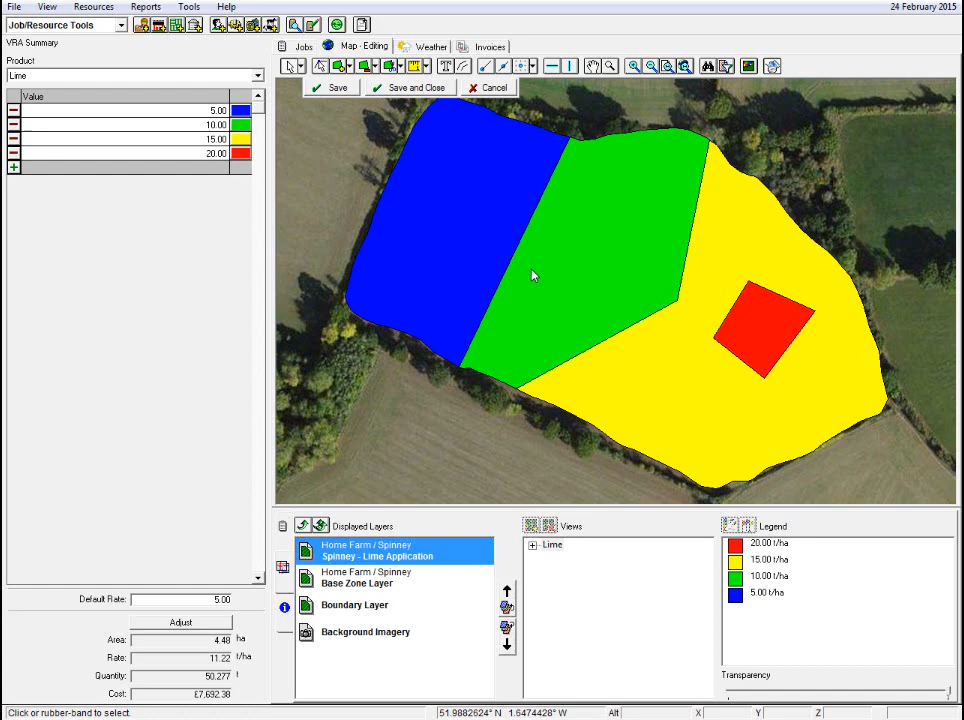 File View Resources Reports Tools Help 24 February 2015
Job/Resource Tools
VRA Summary
Jobs Map - Editing Weather Invoices
Product
Lime
Save Save and Close Cancel
Value
5.00
10.00
15.00
20.00
Displayed Layers
Home Farm / Spinney
Spinney - Lime Application
Home Farm / Spinney
Base Zone Layer
Boundary Layer
Background Imagery
Views
Lime
Legend
20.00 t/ha
15.00 t/ha
10.00 t/ha
5.00 t/ha
Transparency
Default Rate: 5.00
Adjust
Area: 4.48 ha
Rate: 11.22 t/ha
Quantity: 50.277 t
Cost: £7,692.38
Click or rubber-band to select. 51.9882624° N 1.6474428° W Alt X Y Z